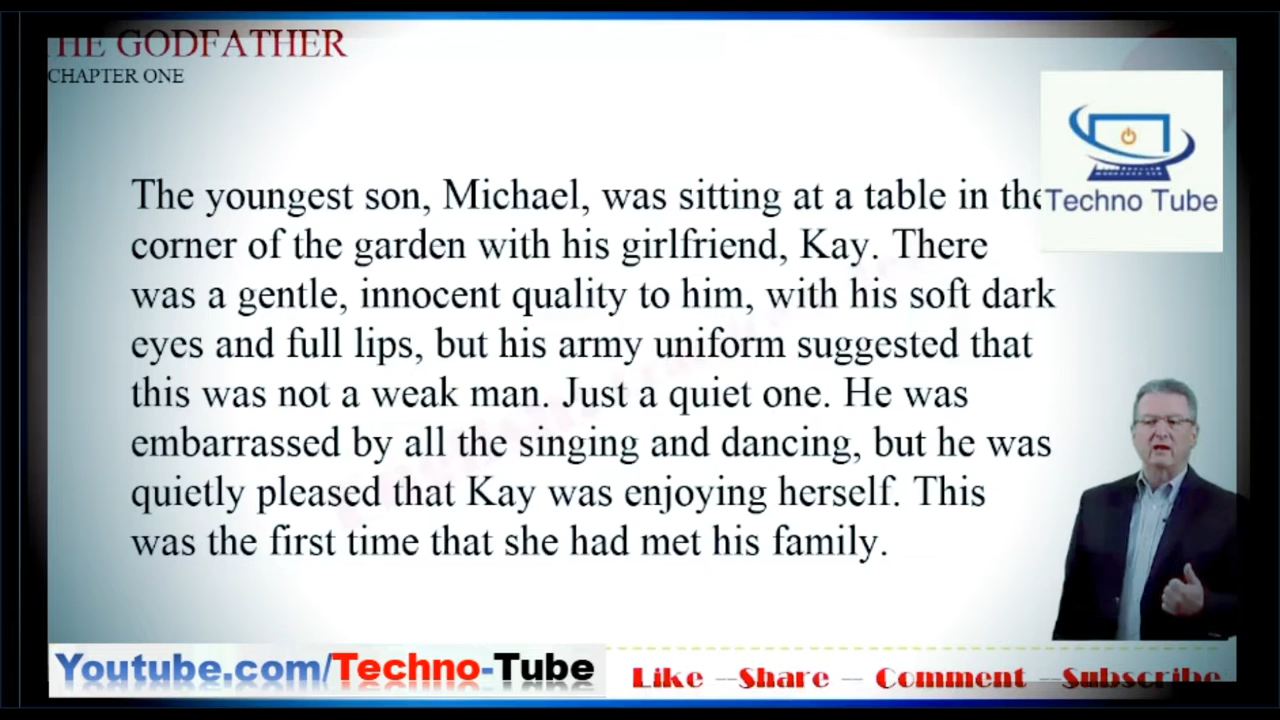 THE GODFATHER
CHAPTER ONE
Techno Tube
The youngest son, Michael, was sitting at a table in the
corner of the garden with his girlfriend, Kay. There
was a gentle, innocent quality to him, with his soft dark
eyes and full lips, but his army uniform suggested that
this was not a weak man. Just a quiet one. He was
embarrassed by all the singing and dancing, but he was
quietly pleased that Kay was enjoying herself. This
was the first time that she had met his family.
Youtube.com/Techno-Tube
Like --Share -- Comment --Subscribe